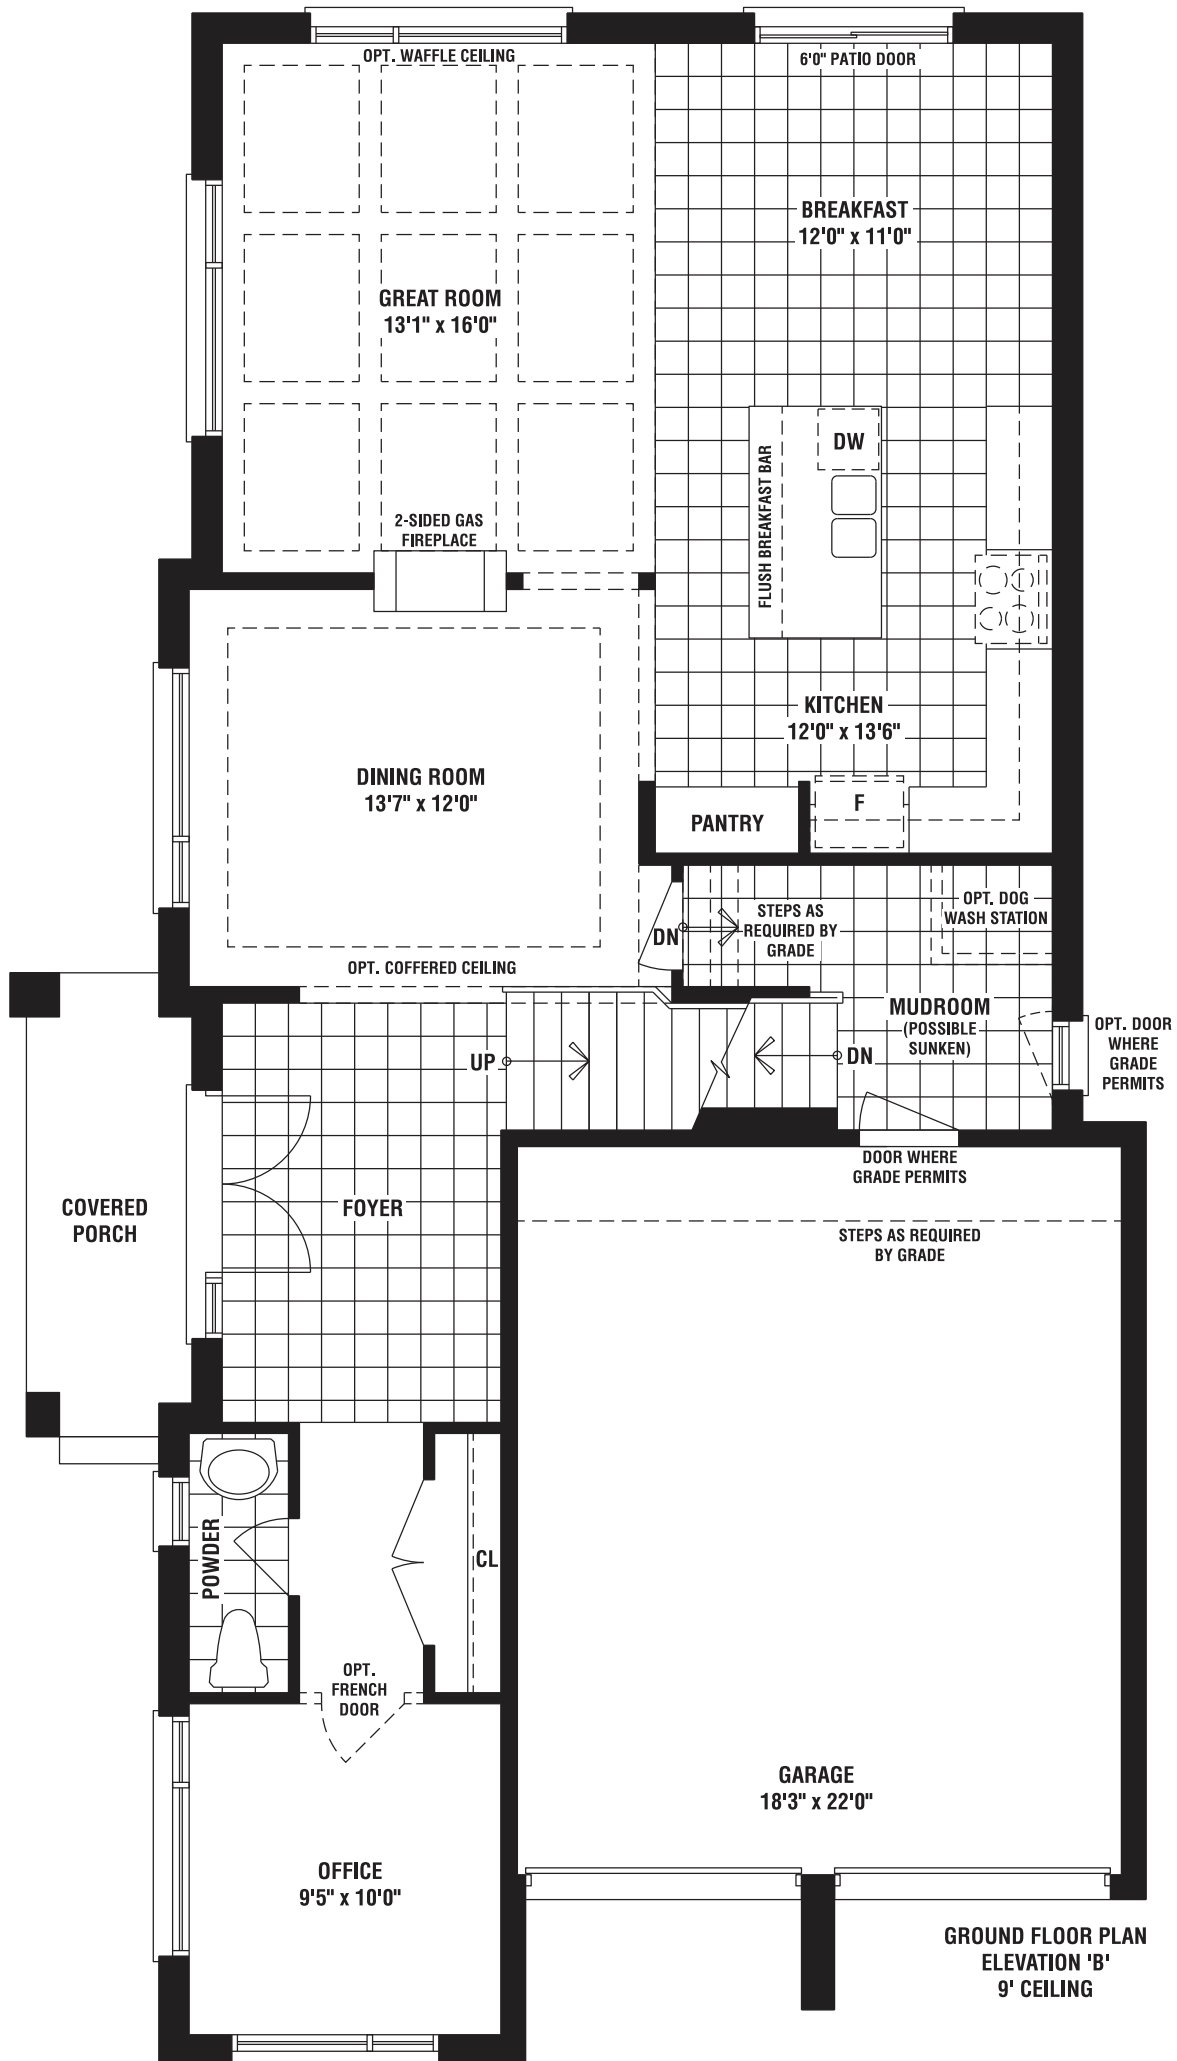 OPT. WAFFLE CEILING
6'0" PATIO DOOR
BREAKFAST
12'0" x 11'0"
GREAT ROOM
13'1" x 16'0"
DW
FLUSH BREAKFAST BAR
2-SIDED GAS
FIREPLACE
KITCHEN
12'0" x 13'6"
DINING ROOM
13'7" x 12'0"
F
PANTRY
OPT. DOG
WASH STATION
STEPS AS
REQUIRED BY
GRADE
DN
OPT. COFFERED CEILING
MUDROOM
(POSSIBLE
SUNKEN)
OPT. DOOR
WHERE
GRADE
PERMITS
UP
DN
DOOR WHERE
GRADE PERMITS
COVERED
PORCH
FOYER
STEPS AS REQUIRED
BY GRADE
POWDER
CL
OPT.
FRENCH
DOOR
GARAGE
18'3" x 22'0"
OFFICE
9'5" x 10'0"
GROUND FLOOR PLAN
ELEVATION 'B'
9' CEILING